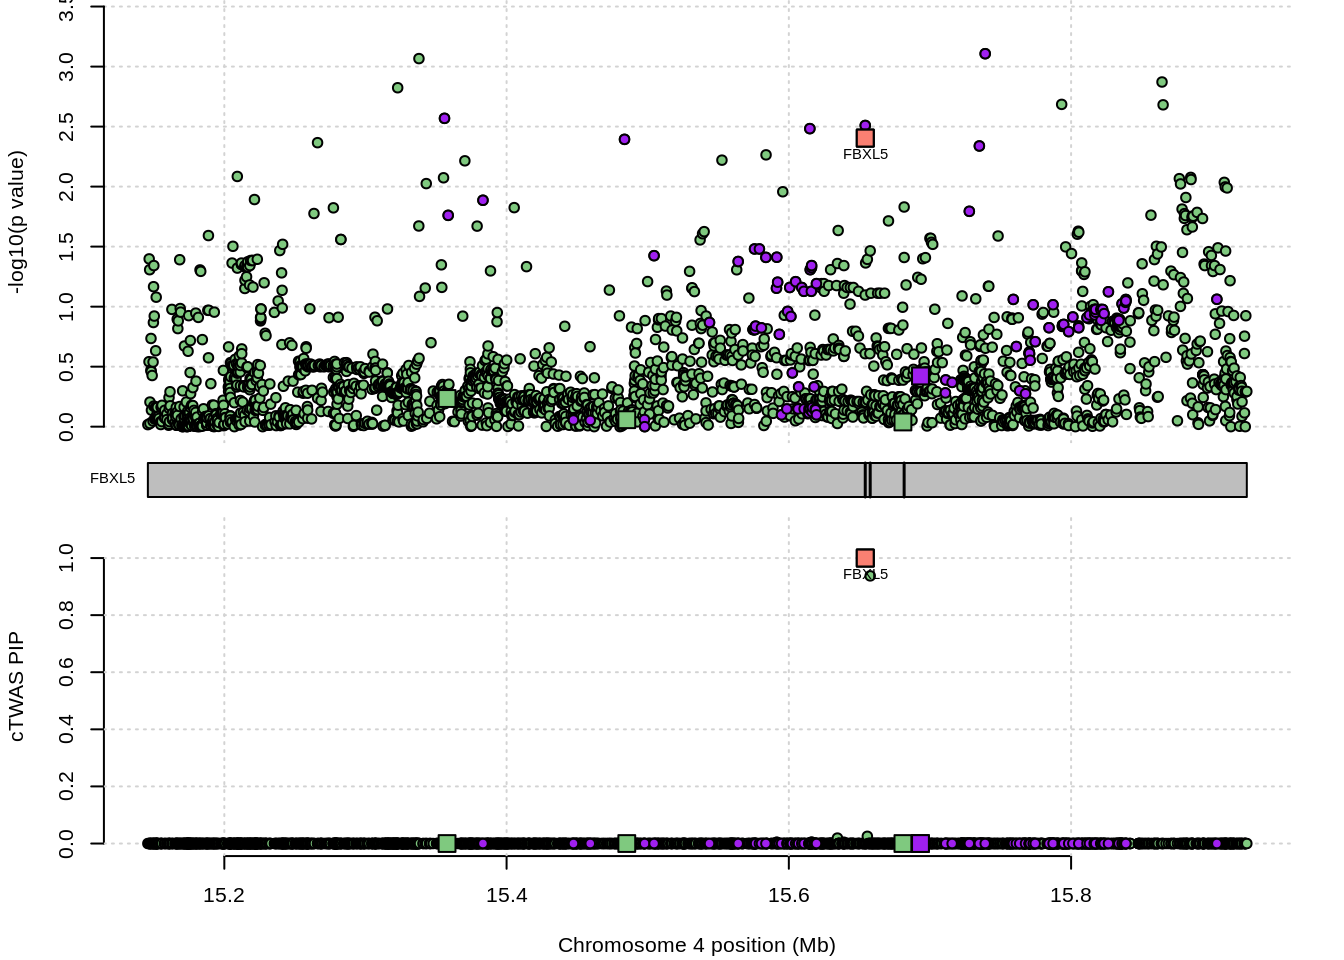 3.5
3.0
2.5
2.0
1.5
1.0
0.5
0.0
-log10(p value)
FBXL5
FBXL5
1.0
0.8
0.6
0.4
0.2
0.0
cTWAS PIP
FBXL5
15.2 15.4 15.6 15.8
Chromosome 4 position (Mb)